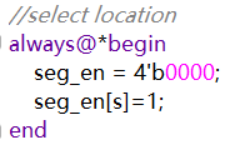 //select location
always@*begin
seg_en = 4'b0000;
seg_en[s]=1;
end